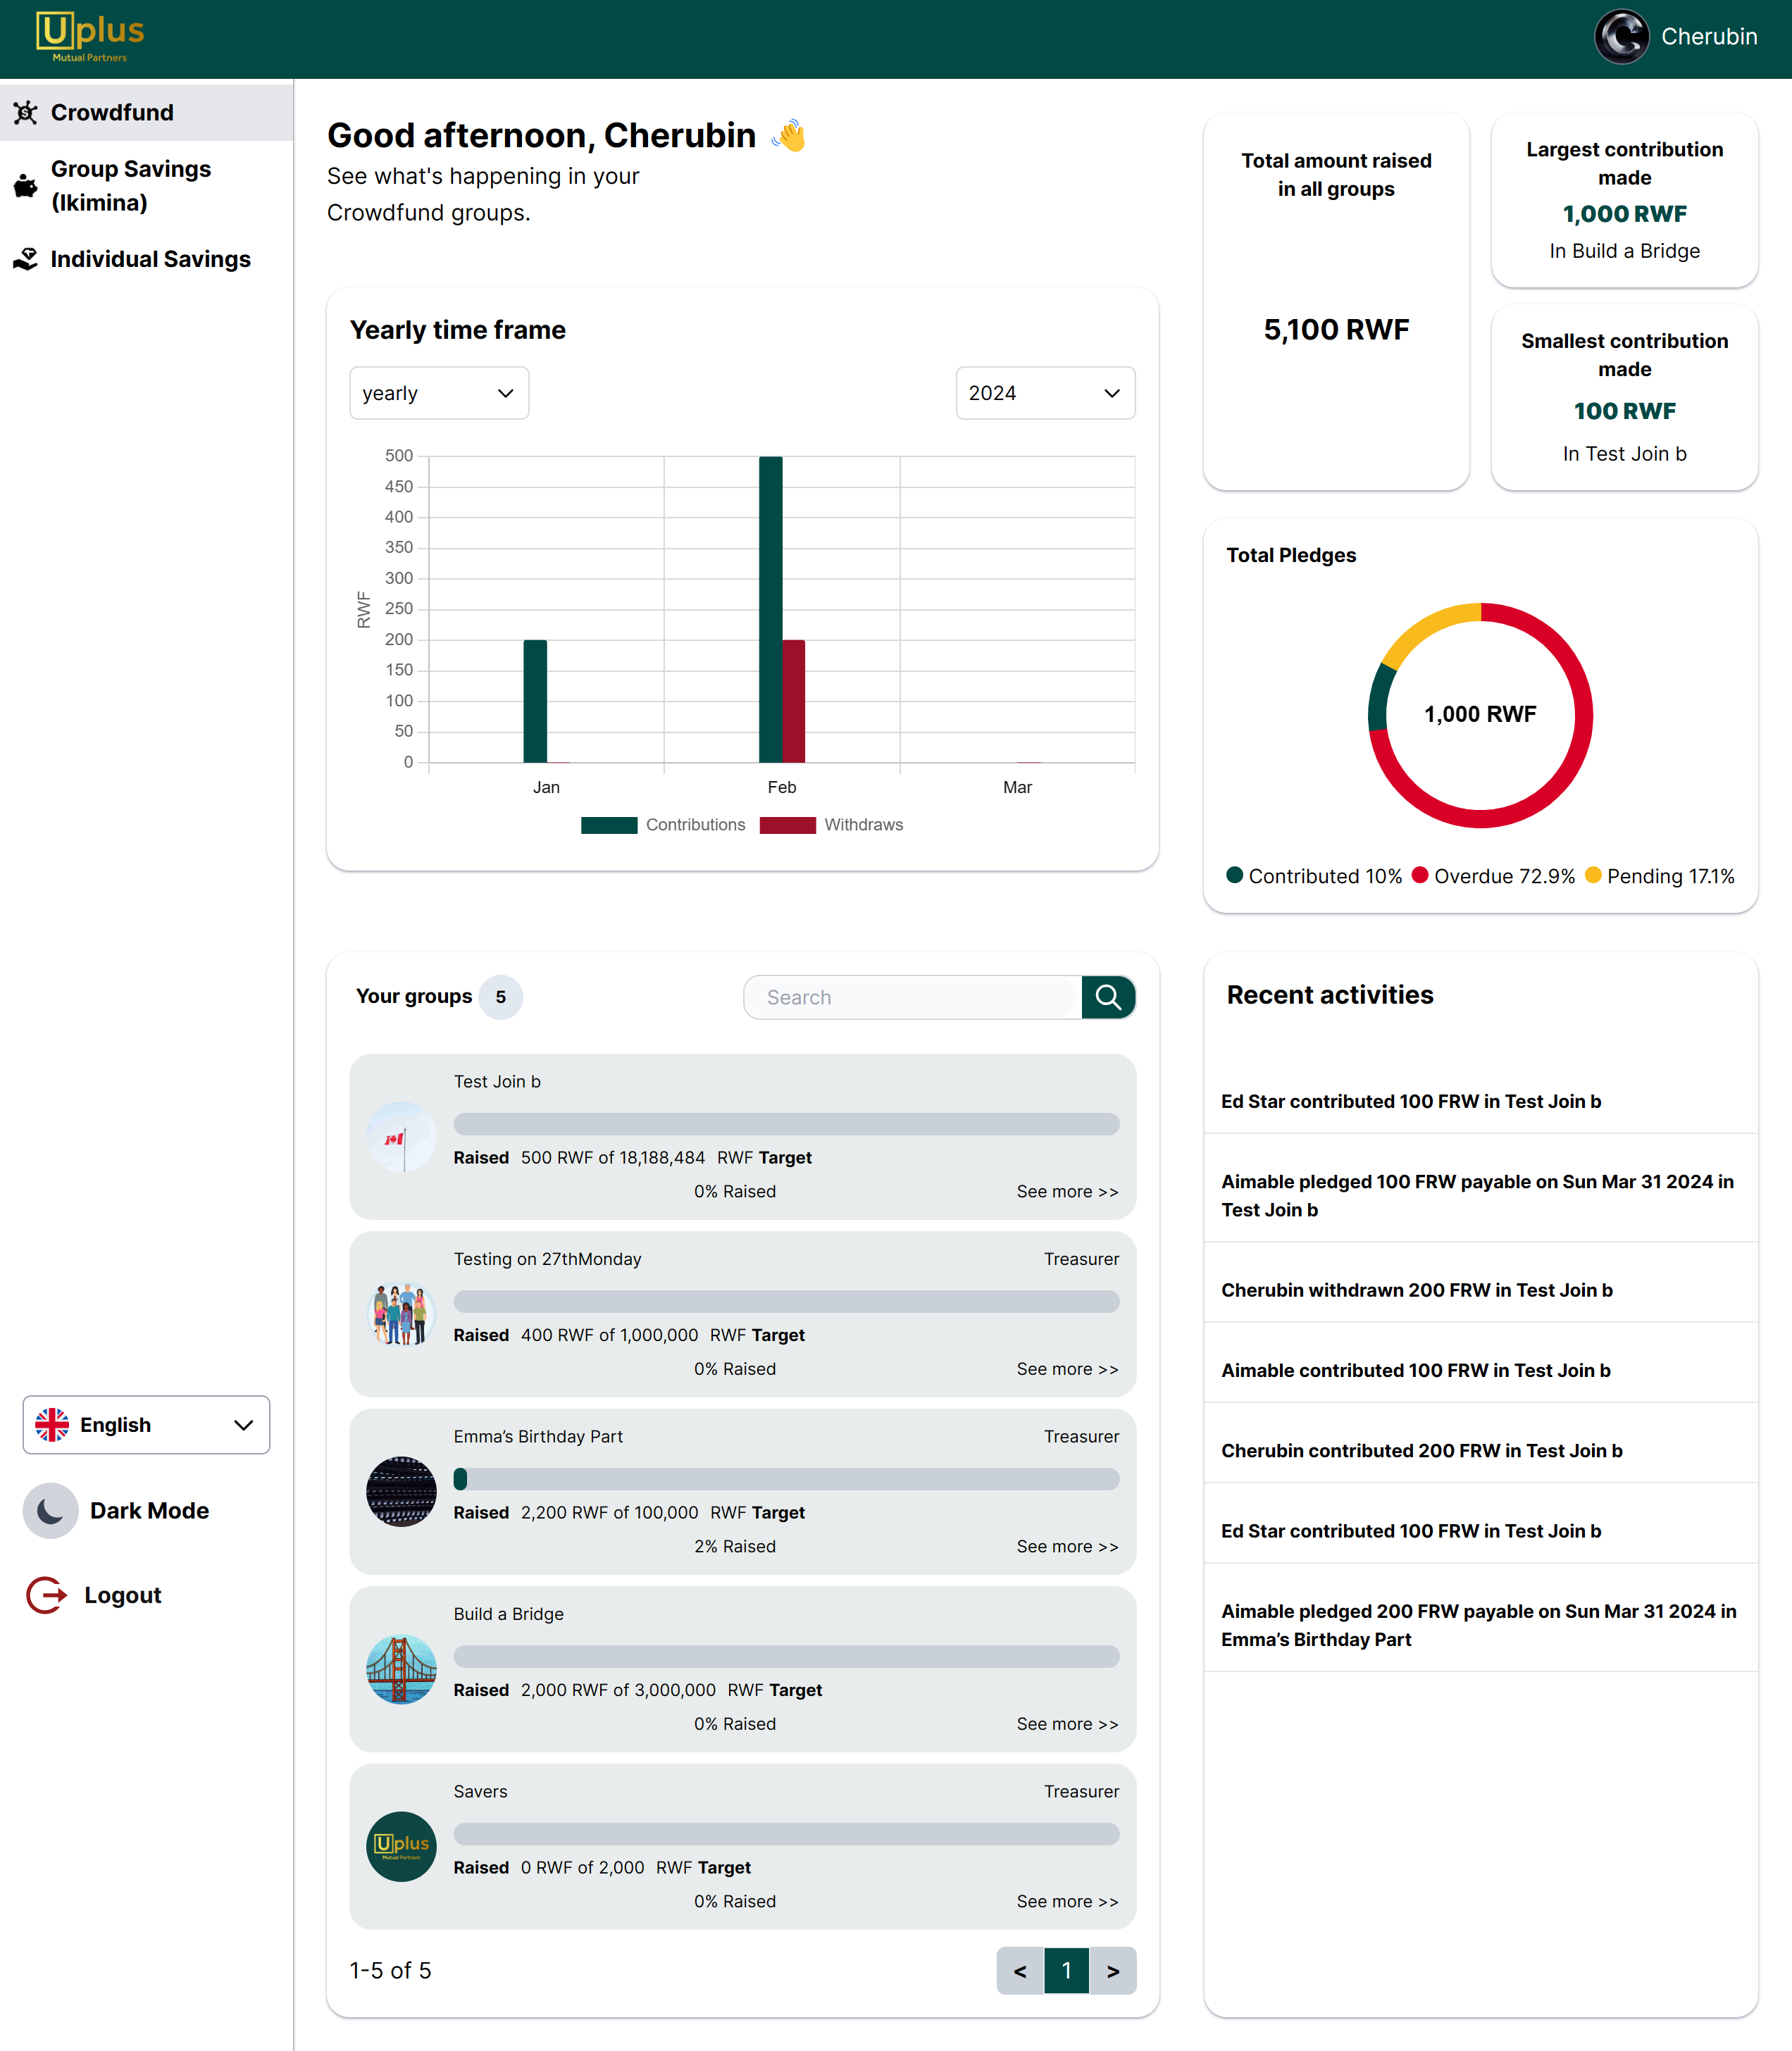 Uplus
Mutual Partners
Cherubin
Crowdfund
Group Savings
(Ikimina)
Individual Savings
English
Dark Mode
Logout
Good afternoon, Cherubin 👋
See what's happening in your
Crowdfund groups.
Yearly time frame
yearly
2024
500
450
400
350
300
250
200
150
100
50
0
RWF
Jan
Feb
Mar
Contributions
Withdraws
Total amount raised
in all groups
5,100 RWF
Largest contribution
made
1,000 RWF
In Build a Bridge
Smallest contribution
made
100 RWF
In Test Join b
Total Pledges
1,000 RWF
Contributed 10%
Overdue 72.9%
Pending 17.1%
Your groups 5
Search
Test Join b
Raised 500 RWF of 18,188,484 RWF Target
0% Raised
See more >>
Testing on 27thMonday
Treasurer
Raised 400 RWF of 1,000,000 RWF Target
0% Raised
See more >>
Emma’s Birthday Part
Treasurer
Raised 2,200 RWF of 100,000 RWF Target
2% Raised
See more >>
Build a Bridge
Raised 2,000 RWF of 3,000,000 RWF Target
0% Raised
See more >>
Savers
Treasurer
Uplus
Mutual Partners
Raised 0 RWF of 2,000 RWF Target
0% Raised
See more >>
1-5 of 5
< 1 >
Recent activities
Ed Star contributed 100 FRW in Test Join b
Aimable pledged 100 FRW payable on Sun Mar 31 2024 in
Test Join b
Cherubin withdrawn 200 FRW in Test Join b
Aimable contributed 100 FRW in Test Join b
Cherubin contributed 200 FRW in Test Join b
Ed Star contributed 100 FRW in Test Join b
Aimable pledged 200 FRW payable on Sun Mar 31 2024 in
Emma’s Birthday Part